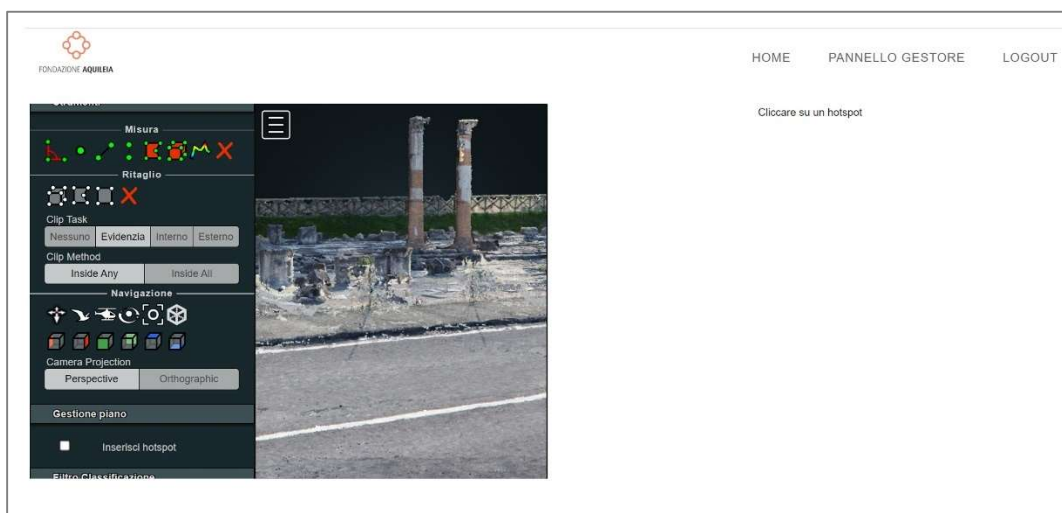 FONDAZIONE AQUILEIA
HOME PANNELLO GESTORE LOGOUT
Strumenti
Misura
Ritaglio
Clip Task
Nessuno Evidenzia Interno Esterno
Clip Method
Inside Any Inside All
Navigazione
Camera Projection
Perspective Orthographic
Gestione piano
Inserisci hotspot
Filtro Classificazione
Cliccare su un hotspot